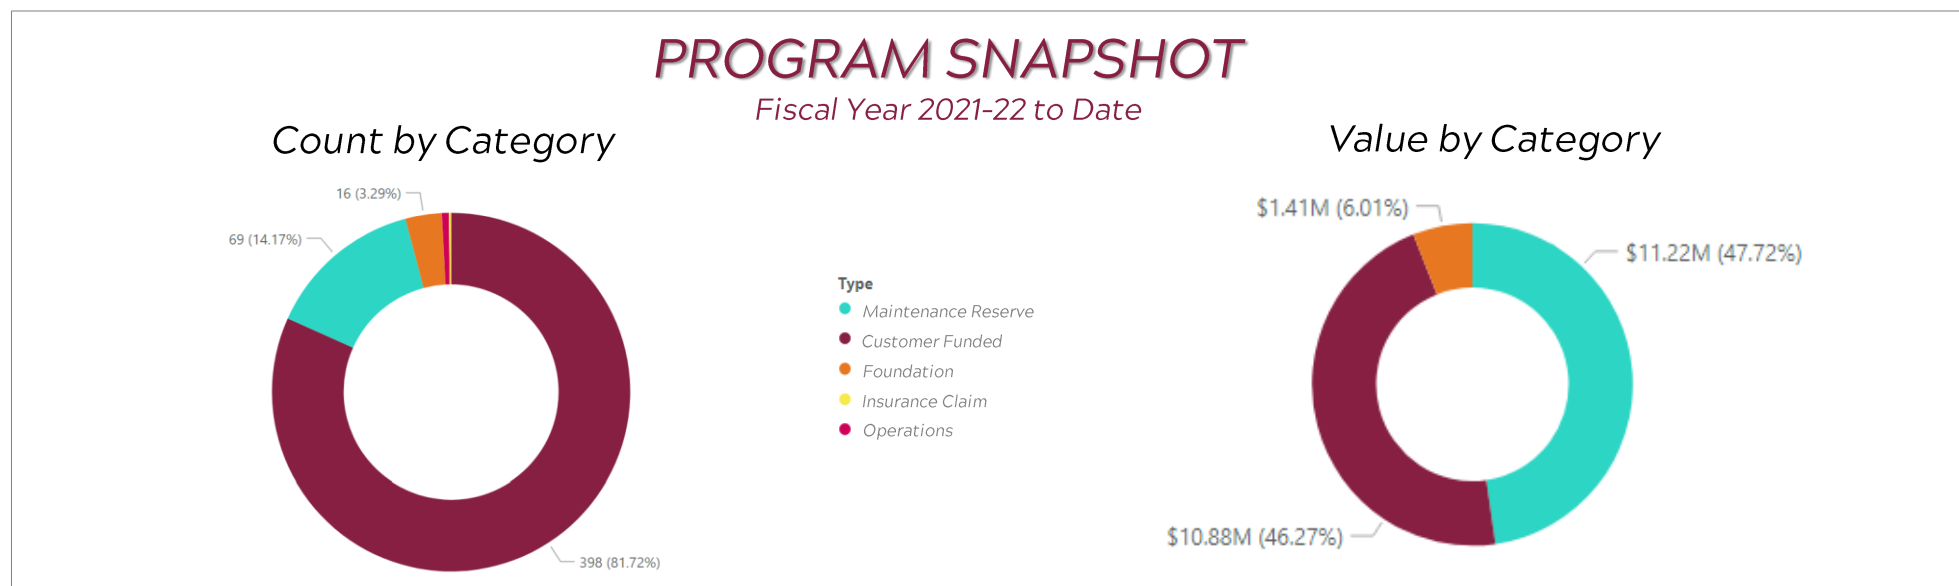 PROGRAM SNAPSHOT
Fiscal Year 2021-22 to Date
Count by Category
16 (3.29%)
69 (14.17%)
398 (81.72%)
Type
Maintenance Reserve
Customer Funded
Foundation
Insurance Claim
Operations
Value by Category
$1.41M (6.01%)
$11.22M (47.72%)
$10.88M (46.27%)